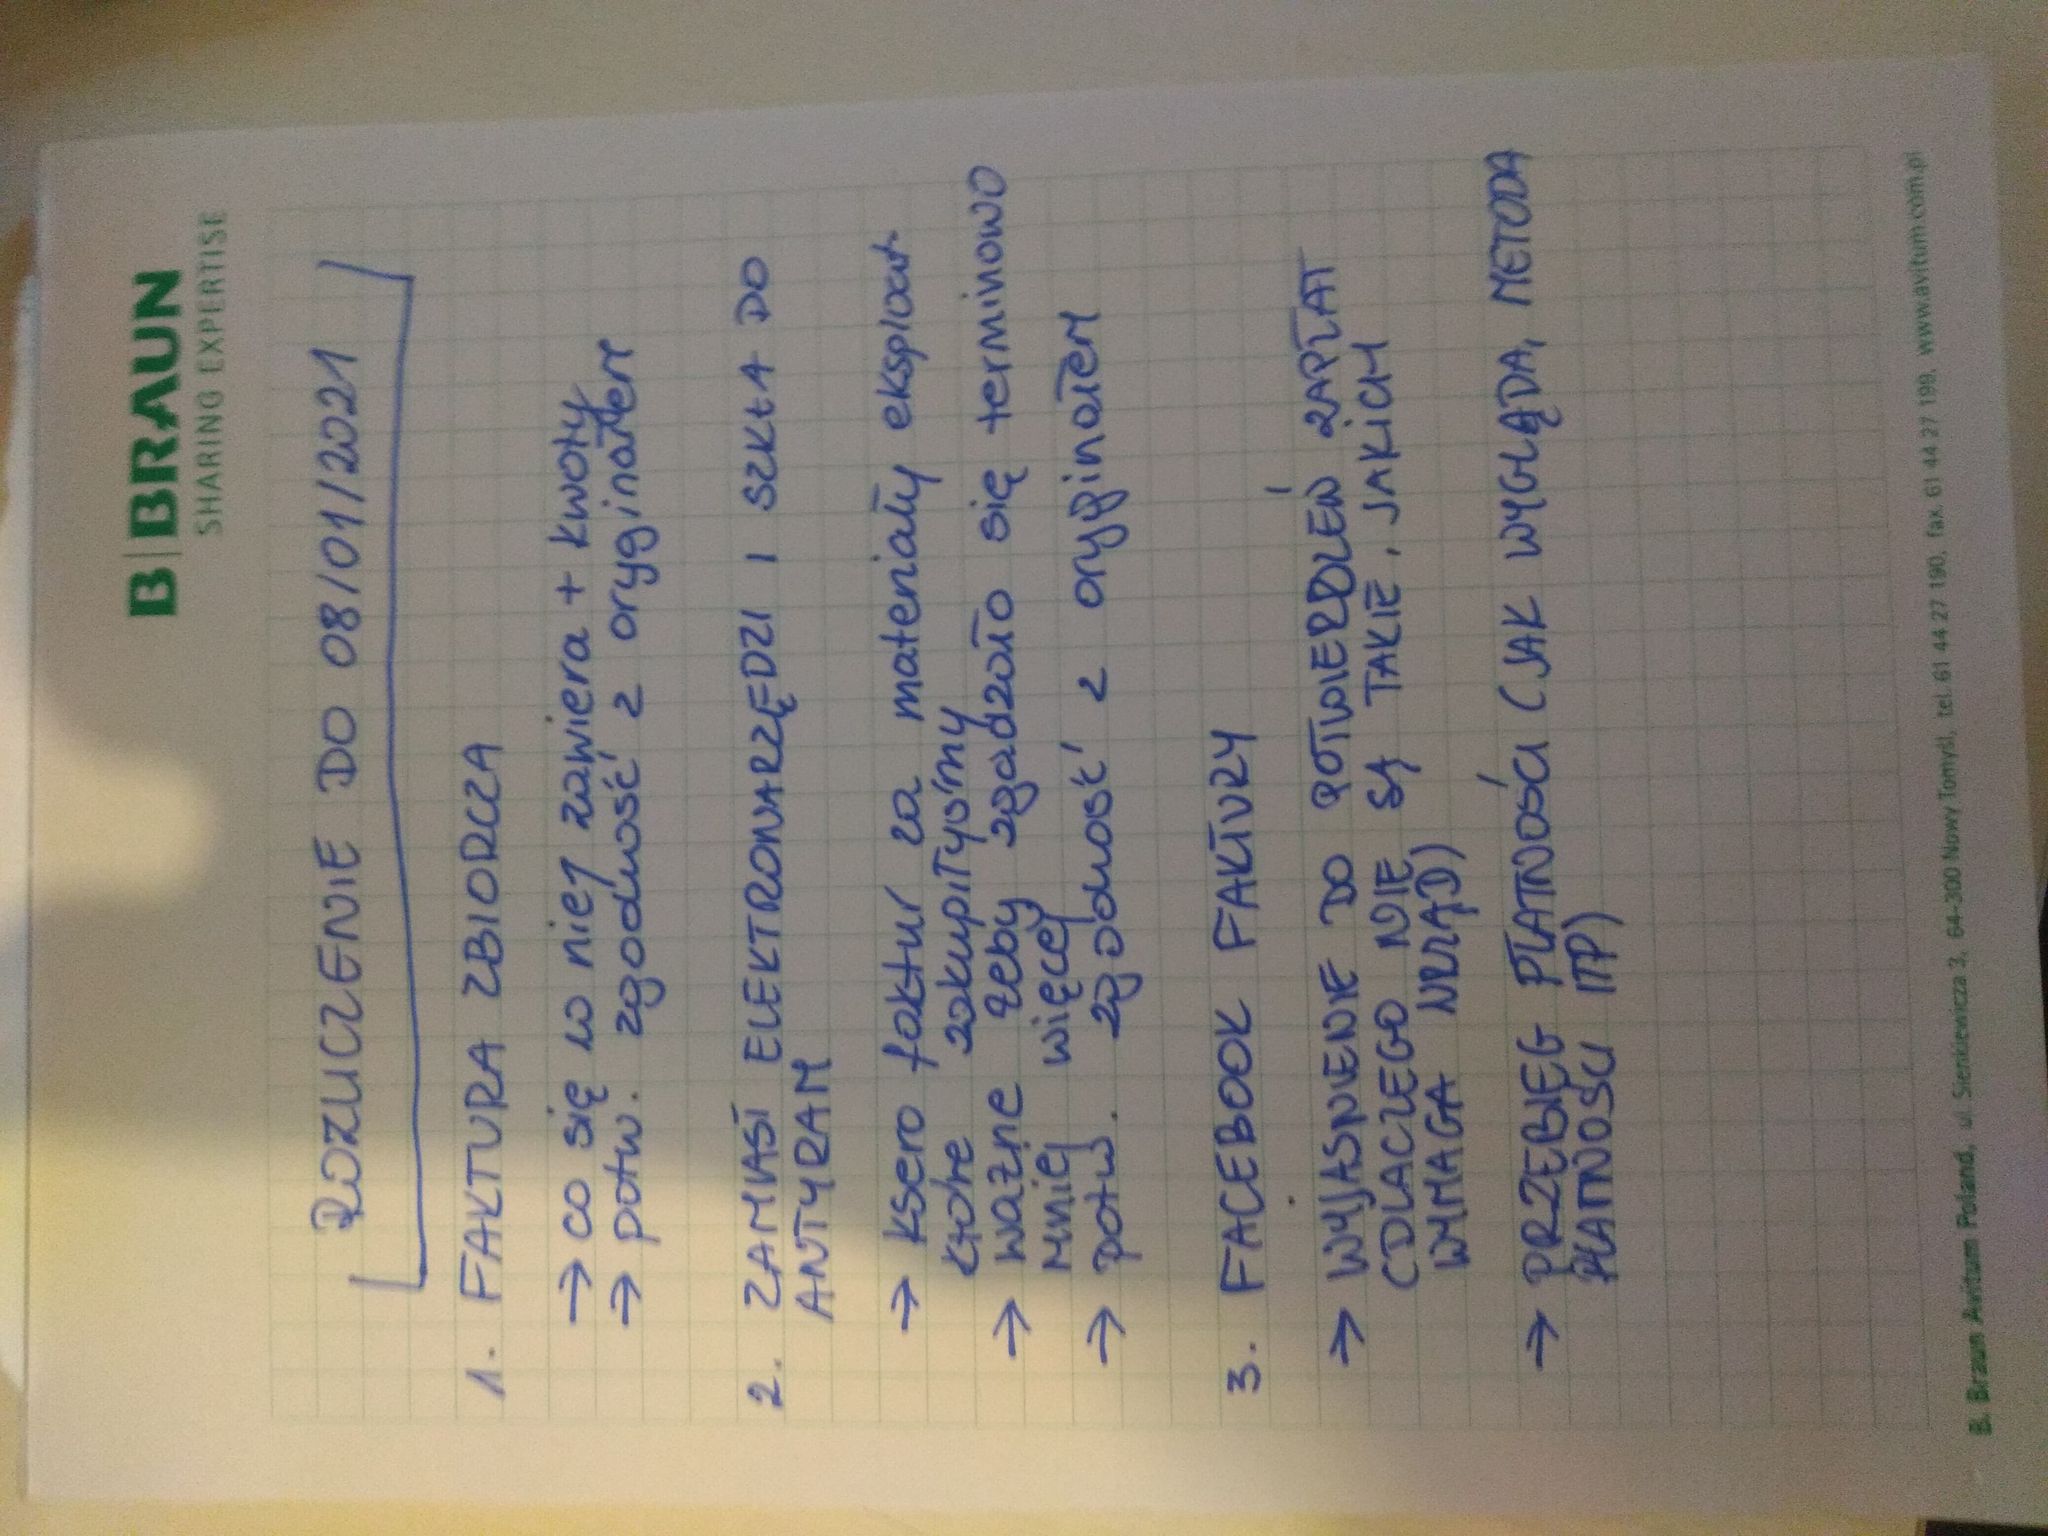 B|BRAUN
SHARING EXPERTISE
ROZLICZENIE DO 08/01/2021
1. FAKTURA ZBIORCZA
→ co się w niej zawiera + kwoty
→ potw. zgodność z oryginałem
2. ZAMIAST ELEKTRONARZĘDZI I SZKŁA DO
ANTYRAM
→ ksero faktur za materiały eksploat.
które zakupiłyśmy
→ ważne żeby zgadzało się terminowo
mniej więcej
→ potw. zgodność z oryginałem
3. FACEBOOK FAKTURY
→ WYJASNIENIE DO POTWIERDZEŃ ZAPŁAT
(DLACZEGO NIE SĄ TAKIE, JAKICH
WYMAGA URZĄD)
→ PRZEBIEG PŁATNOŚCI (JAK WYGLĄDA, METODA
PŁATNOŚCI ITP)
B. Braun Avitum Poland, ul. Sienkiewicza 3, 64-300 Nowy Tomyśl, tel. 61 44 27 190, fax 61 44 27 199, www.avitum.com.pl